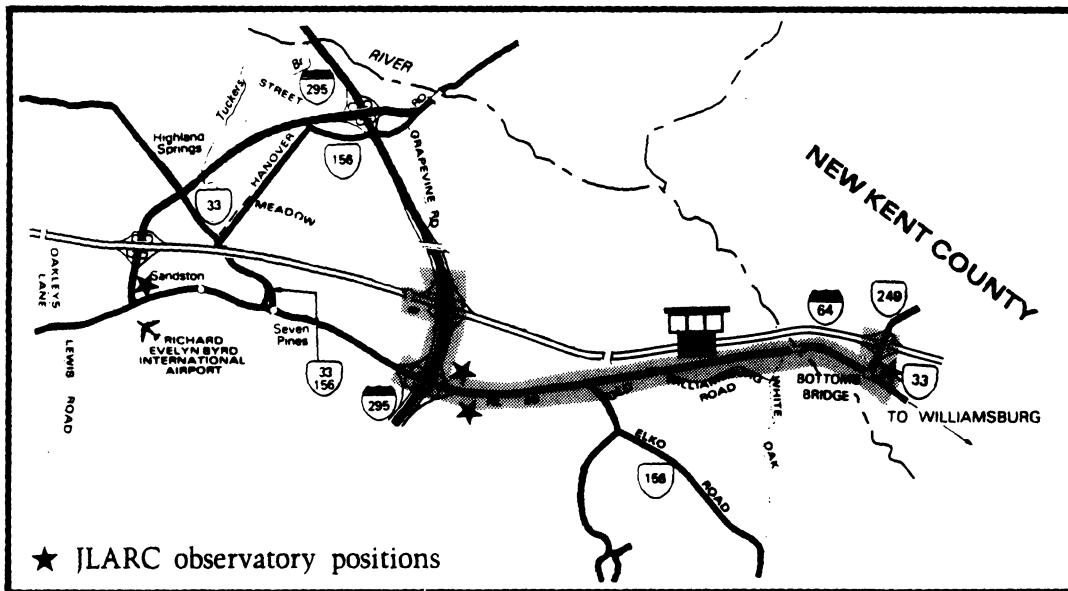 RIVER
Tuckers
STREET
295
RD
Highland
Springs
156
GRAPEVINE RD
HANOVER
33
MEADOW
NEW KENT COUNTY
OAKLEYS
LANE
Sandston
249
64
RICHARD
EVELYN BYRD
INTERNATIONAL
AIRPORT
Seven
Pines
LEWIS ROAD
33
156
295
ROAD
WHITE OAK
BOTTOMS
BRIDGE
33
TO WILLIAMSBURG
ELKO
ROAD
156
★ JLARC observatory positions